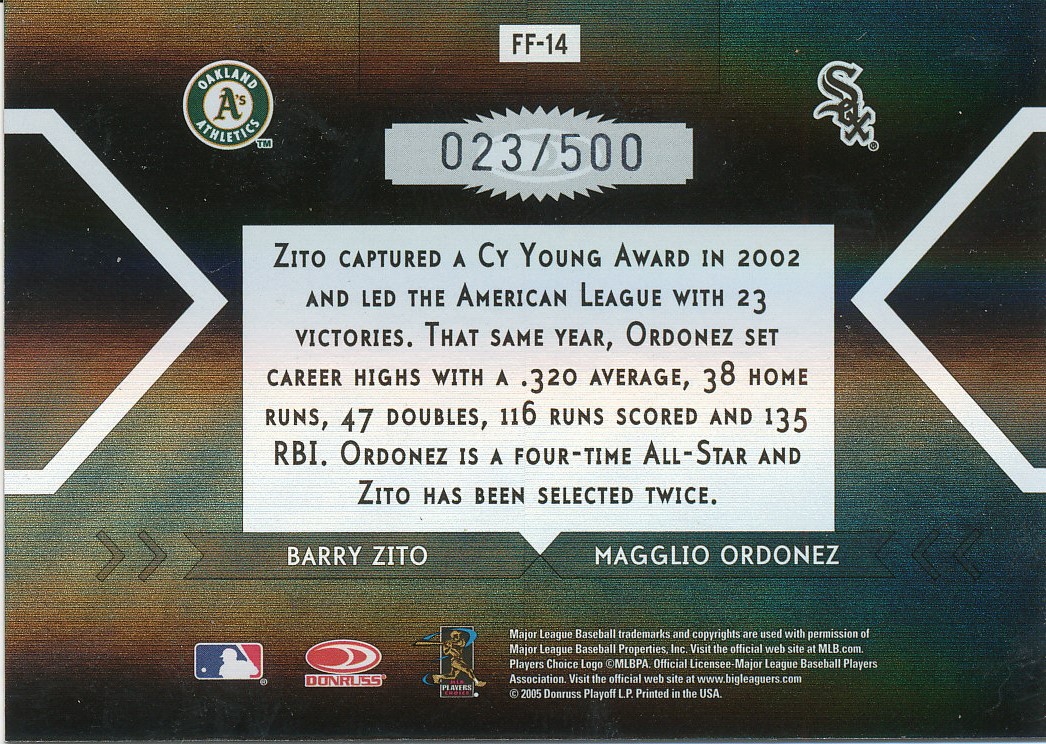 FF-14
OAKLAND
A's
ATHLETICS
TM
Sox
®
023/500
ZITO CAPTURED A CY YOUNG AWARD IN 2002
AND LED THE AMERICAN LEAGUE WITH 23
VICTORIES. THAT SAME YEAR, ORDONEZ SET
CAREER HIGHS WITH A .320 AVERAGE, 38 HOME
RUNS, 47 DOUBLES, 116 RUNS SCORED AND 135
RBI. ORDONEZ IS A FOUR-TIME ALL-STAR AND
ZITO HAS BEEN SELECTED TWICE.
BARRY ZITO
MAGGLIO ORDONEZ
DONRUSS
PLAYERS
CHOICE
Major League Baseball trademarks and copyrights are used with permission of
Major League Baseball Properties, Inc. Visit the official web site at MLB.com.
Players Choice Logo ©MLBPA. Official Licensee-Major League Baseball Players
Association. Visit the official web site at www.bigleaguers.com
© 2005 Donruss Playoff L.P. Printed in the USA.